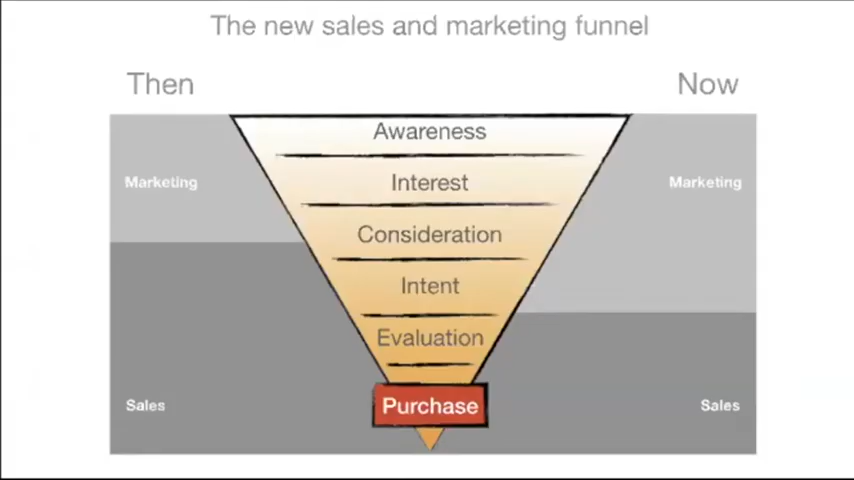 The new sales and marketing funnel
Then
Now
Awareness
Marketing
Interest
Marketing
Consideration
Intent
Evaluation
Sales
Purchase
Sales